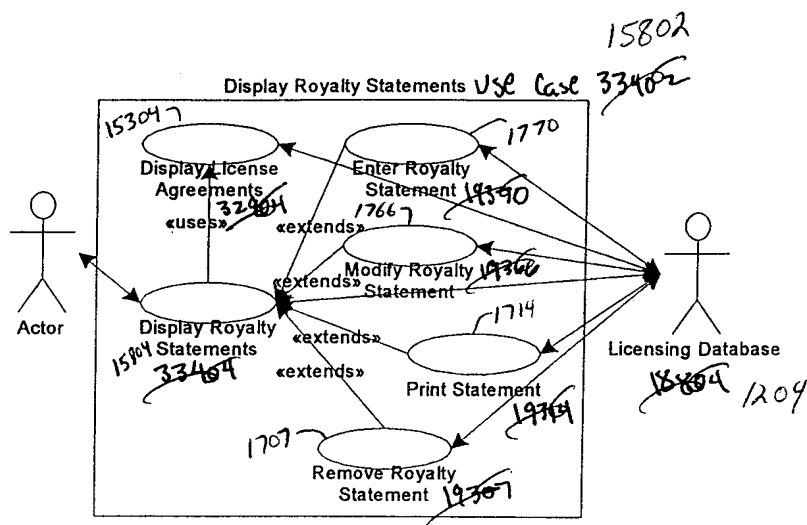 15802
Display Royalty Statements Use Case 33402
15304
1770
Display License
Agreements
Enter Royalty
Statement
32904
19390
«uses»
«extends»
1766
Modify Royalty
Statement
19366
«extends»
Actor
Display Royalty
Statements
15804
33404
«extends»
1714
Print Statement
19314
Licensing Database
18804
1204
«extends»
1707
Remove Royalty
Statement
19307